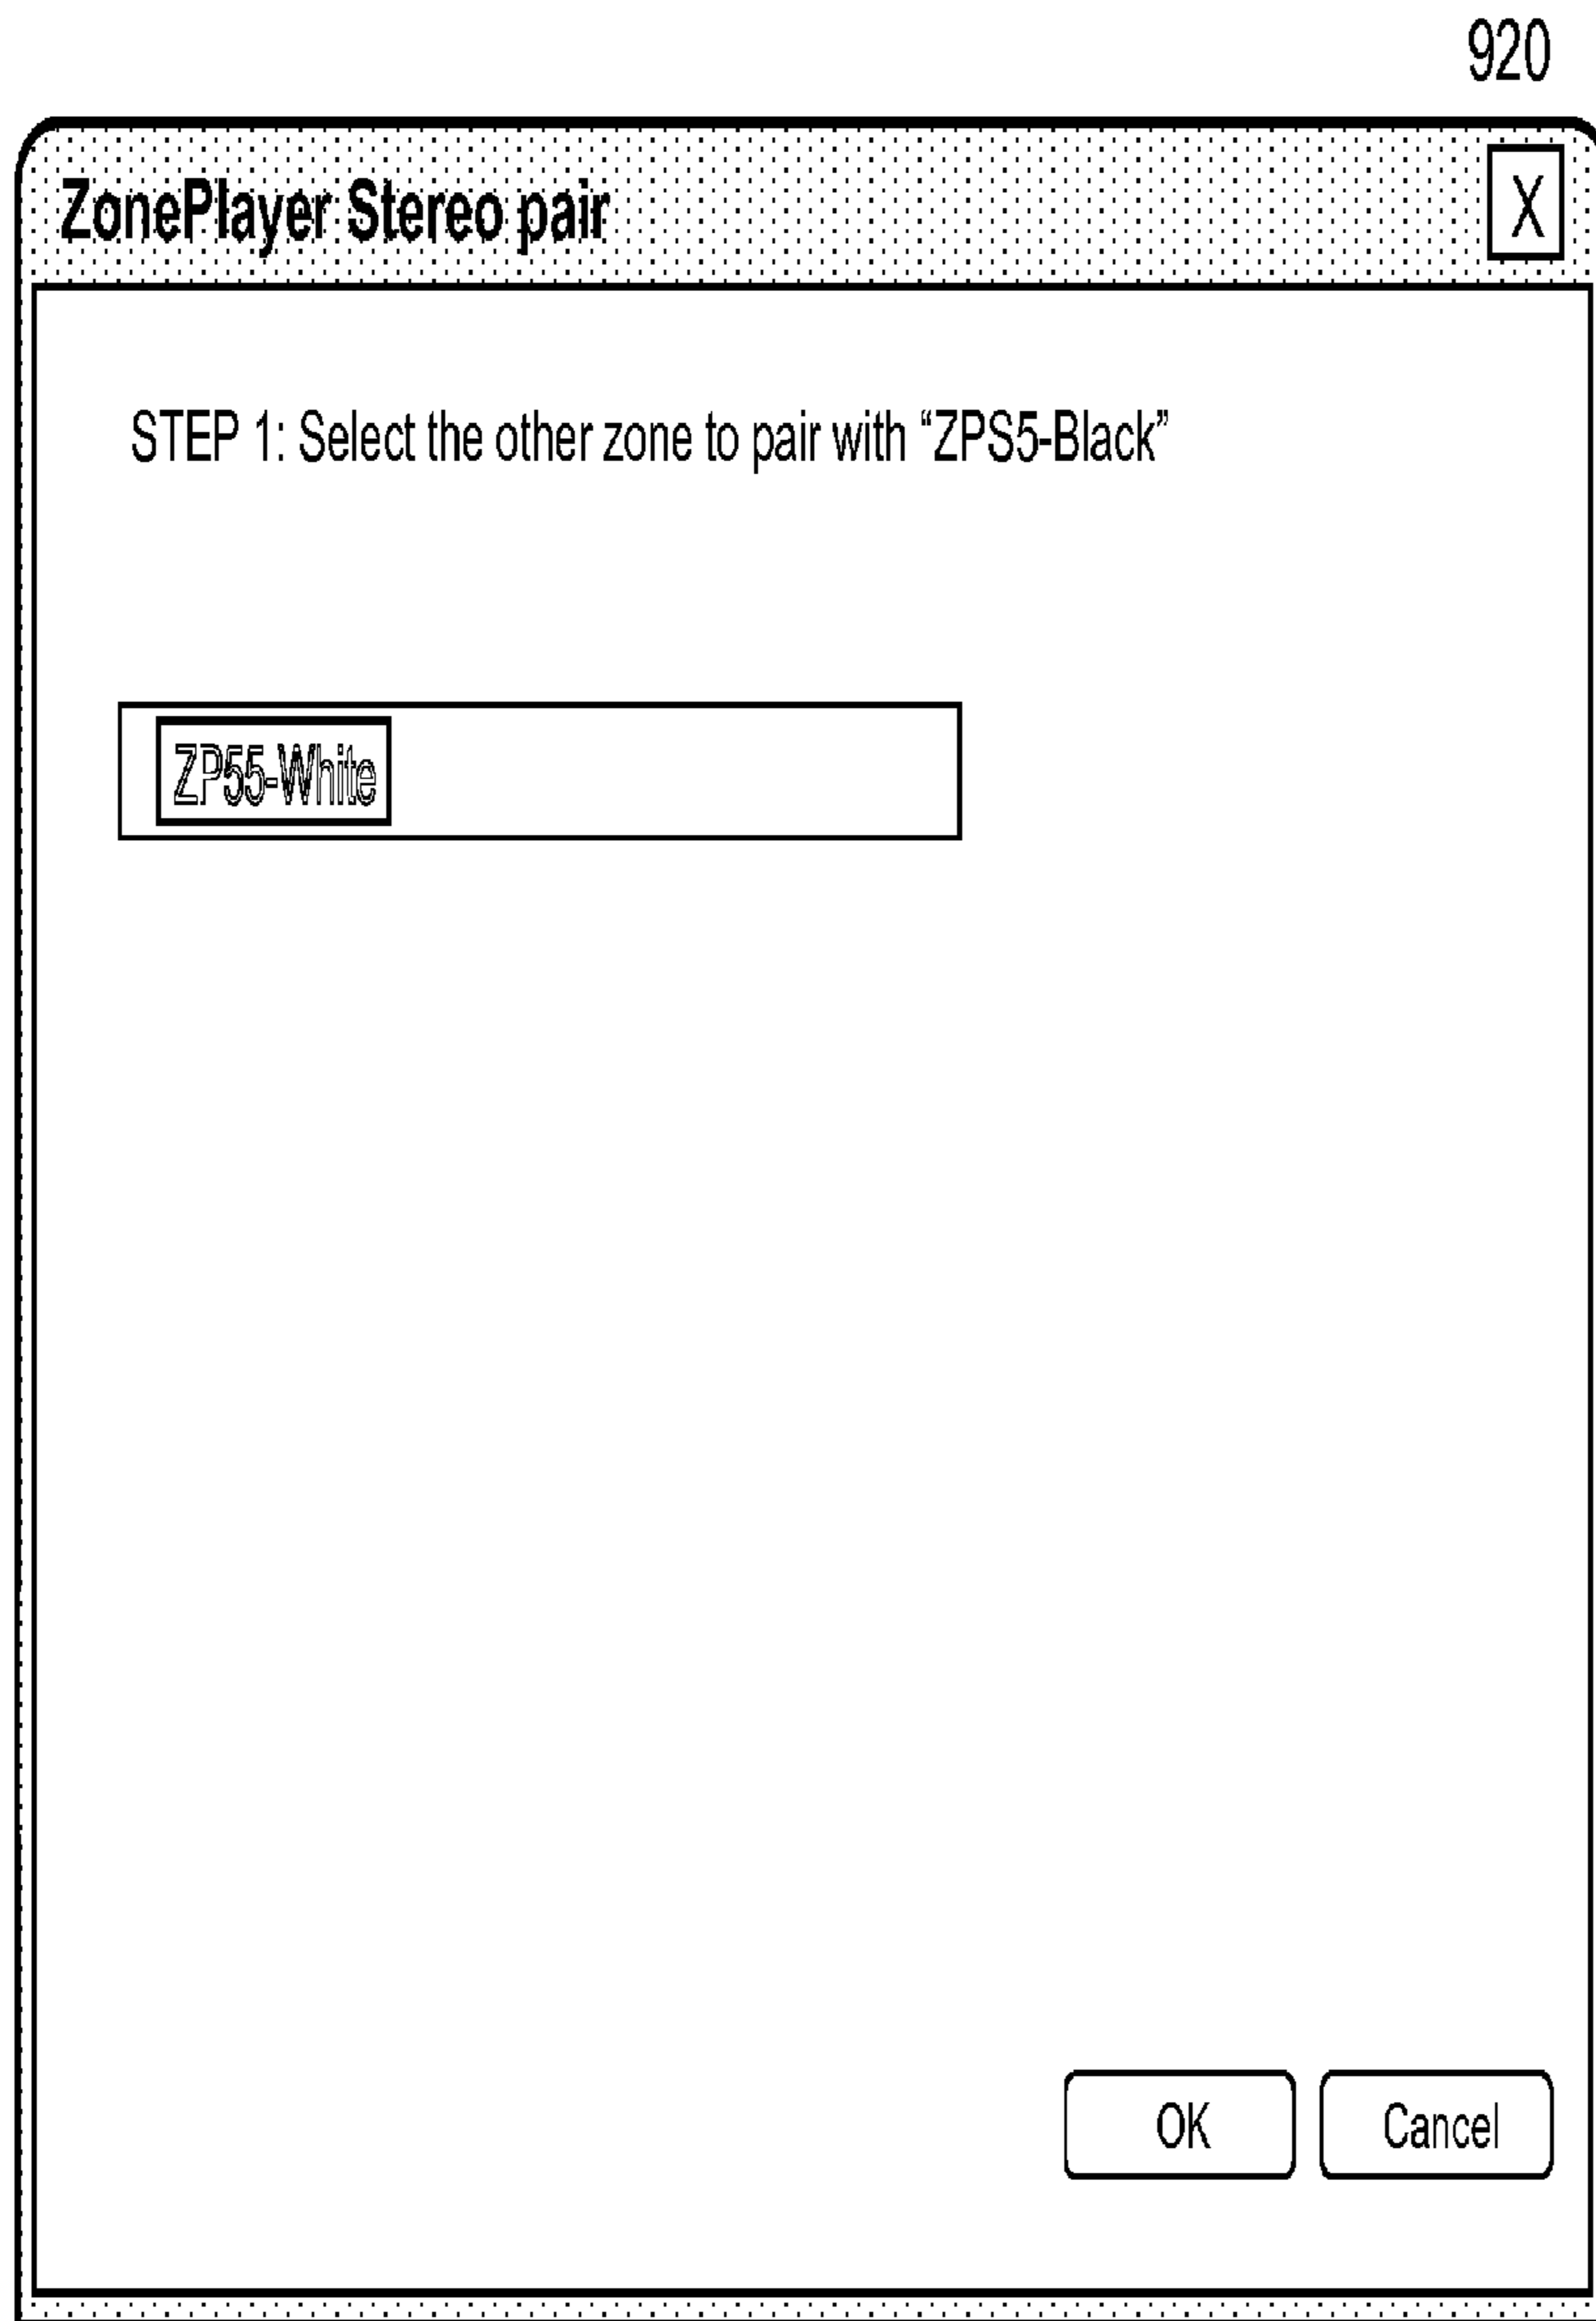 920
ZonePlayer Stereo pair
X
STEP 1: Select the other zone to pair with “ZPS5-Black”
ZP55-White
OK
Cancel